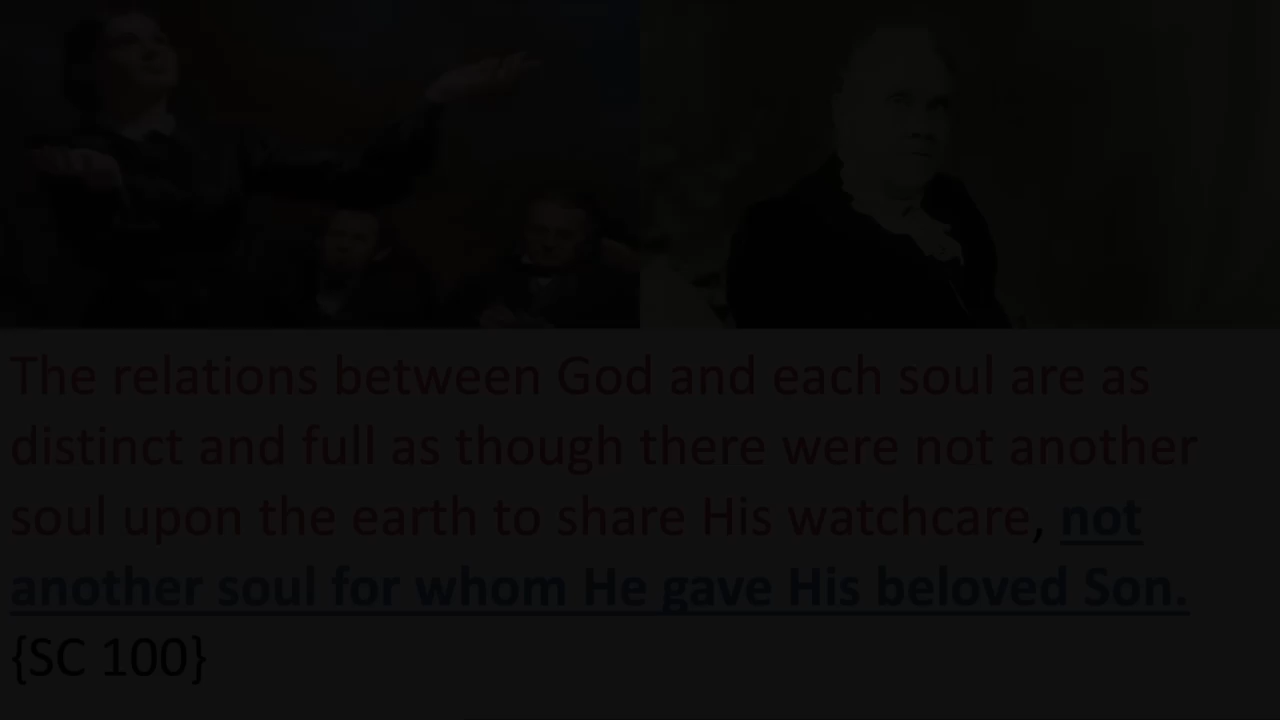 The relations between God and each soul are as
distinct and full as though there were not another
soul upon the earth to share His watchcare, not
another soul for whom He gave His beloved Son.
{SC 100}